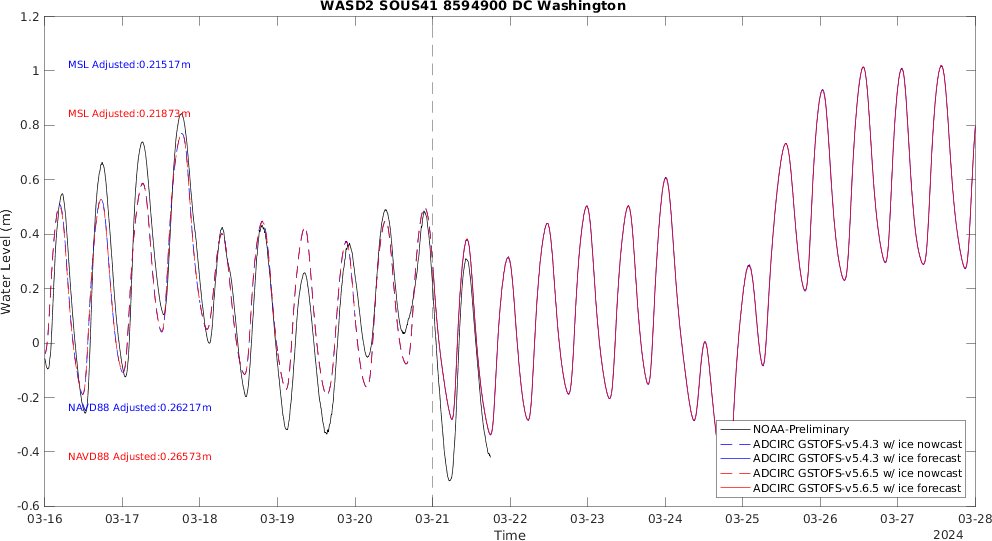 WASD2 SOUS41 8594900 DC Washington
1.2
1
0.8
0.6
0.4
0.2
0
-0.2
-0.4
-0.6
Water Level (m)
MSL Adjusted:0.21517m
MSL Adjusted:0.21873m
NAVD88 Adjusted:0.26217m
NAVD88 Adjusted:0.26573m
NOAA-Preliminary
ADCIRC GSTOFS-v5.4.3 w/ ice nowcast
ADCIRC GSTOFS-v5.4.3 w/ ice forecast
ADCIRC GSTOFS-v5.6.5 w/ ice nowcast
ADCIRC GSTOFS-v5.6.5 w/ ice forecast
03-16 03-17 03-18 03-19 03-20 03-21 03-22 03-23 03-24 03-25 03-26 03-27 03-28
Time
2024